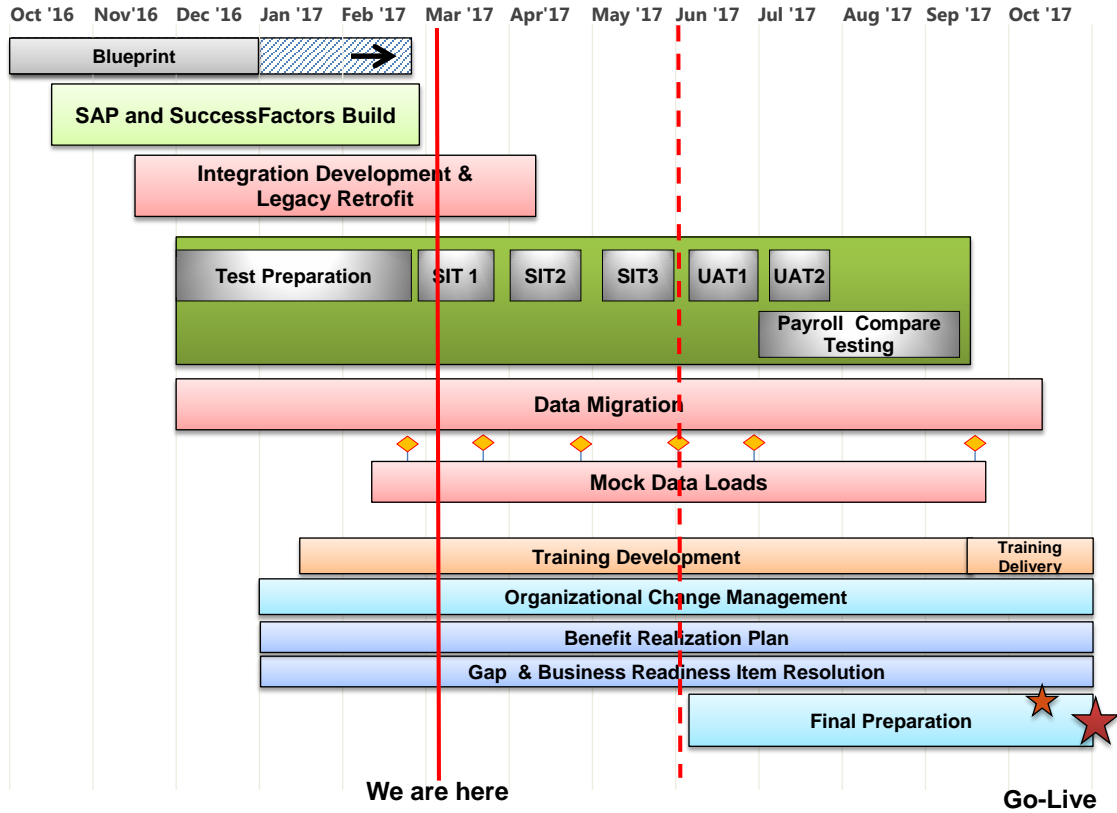 Oct '16 Nov'16 Dec '16 Jan '17 Feb '17 Mar '17 Apr'17 May '17 Jun '17 Jul '17 Aug '17 Sep '17 Oct '17
Blueprint
SAP and SuccessFactors Build
Integration Development &
Legacy Retrofit
Test Preparation SIT 1 SIT2 SIT3 UAT1 UAT2
Payroll Compare
Testing
Data Migration
Mock Data Loads
Training Development
Training
Delivery
Organizational Change Management
Benefit Realization Plan
Gap & Business Readiness Item Resolution
Final Preparation
We are here
Go-Live